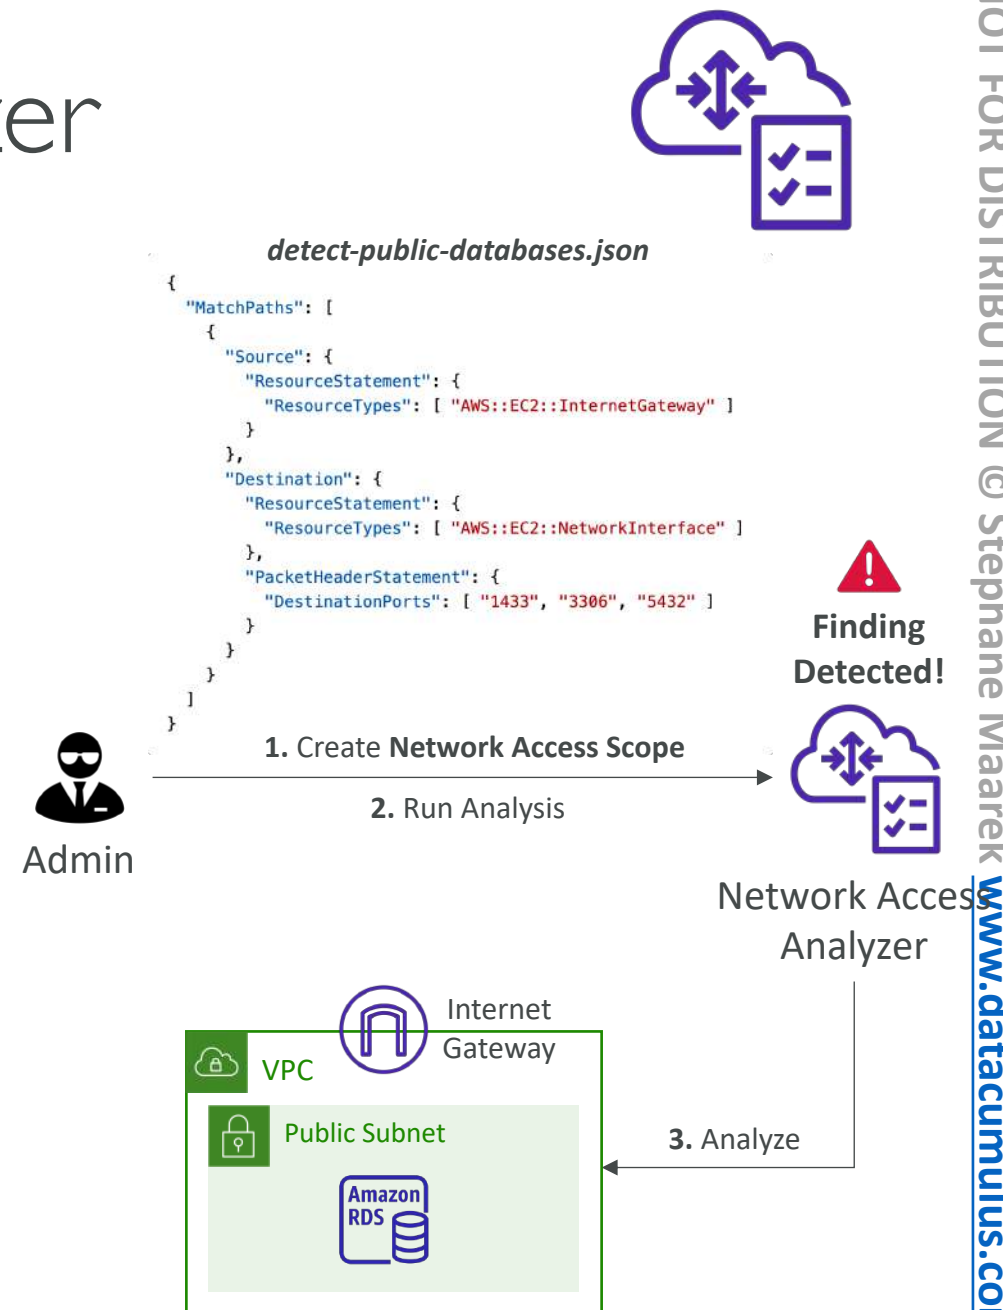 zer
detect-public-databases.json
{
"MatchPaths": [
{
"Source": {
"ResourceStatement": {
"ResourceTypes": [ "AWS::EC2::InternetGateway" ]
}
},
"Destination": {
"ResourceStatement": {
"ResourceTypes": [ "AWS::EC2::NetworkInterface" ]
},
"PacketHeaderStatement": {
"DestinationPorts": [ "1433", "3306", "5432" ]
}
}
}
]
}
Finding
Detected!
1. Create Network Access Scope
2. Run Analysis
Admin
Network Access
Analyzer
Internet
Gateway
VPC
Public Subnet
3. Analyze
Amazon
RDS
NOT FOR DISTRIBUTION © Stephane Maarek www.datacumulus.com